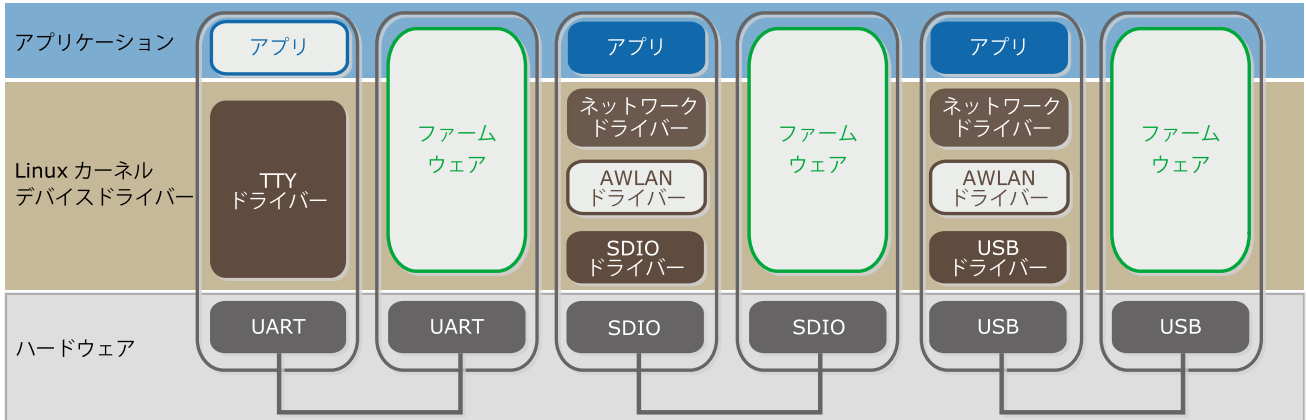 アプリケーション
アプリ
アプリ
アプリ
Linux カーネル
デバイスドライバー
TTY
ドライバー
ファーム
ウェア
ネットワーク
ドライバー
AWLAN
ドライバー
SDIO
ドライバー
ファーム
ウェア
ネットワーク
ドライバー
AWLAN
ドライバー
USB
ドライバー
ファーム
ウェア
ハードウェア
UART
UART
SDIO
SDIO
USB
USB